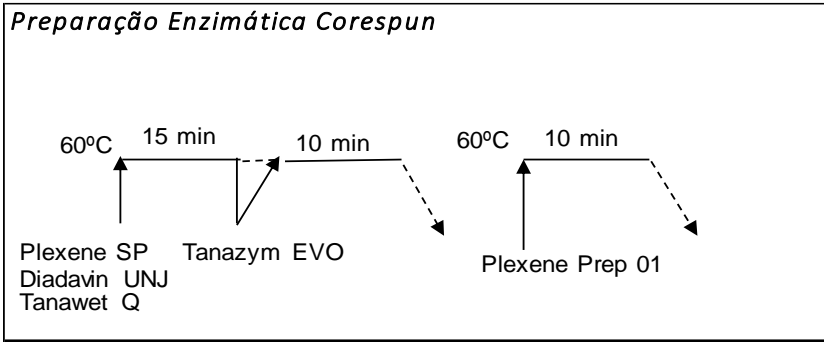 Preparação Enzimática Corespun
60ºC 15 min 10 min 60ºC 10 min
Plexene SP Tanazym EVO Plexene Prep 01
Diadavin UNJ
Tanawet Q